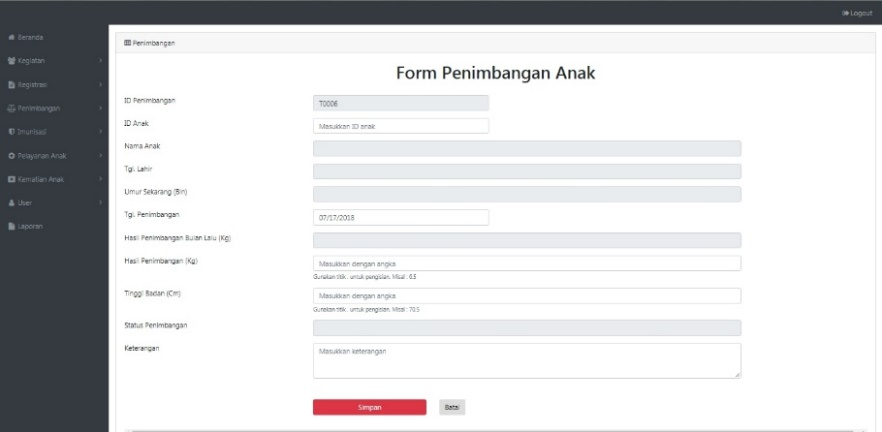 Logout
Beranda
Kegiatan
Registrasi
Penimbangan
Imunisasi
Pelayanan Anak
Kematian Anak
User
Laporan
Penimbangan
Form Penimbangan Anak
ID Penimbangan
T0006
ID Anak
Masukkan ID anak
Nama Anak
Tgl. Lahir
Umur Sekarang (Bln)
Tgl. Penimbangan
07/17/2018
Hasil Penimbangan Bulan Lalu (Kg)
Hasil Penimbangan (Kg)
Masukkan dengan angka
Gunakan titik . untuk pengisian. Misal : 6.5
Tinggi Badan (Cm)
Masukkan dengan angka
Gunakan titik . untuk pengisian. Misal : 70.5
Status Penimbangan
Keterangan
Masukkan keterangan
Simpan
Batal